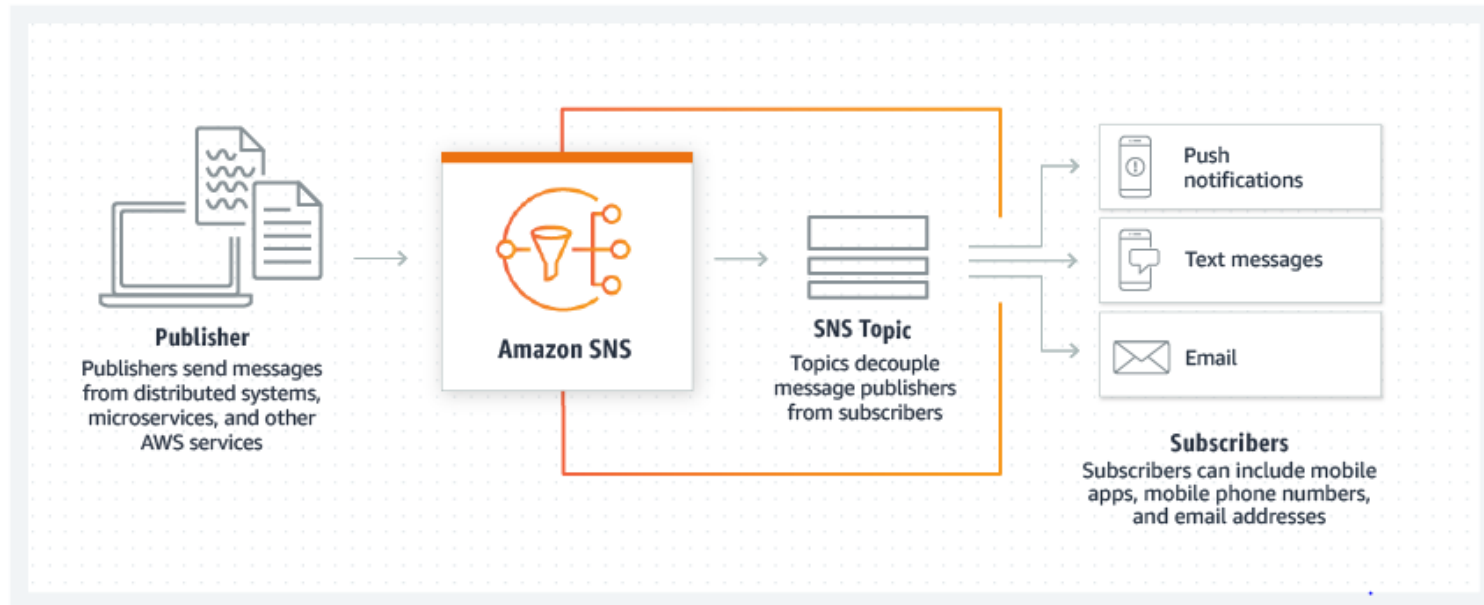 Publisher
Publishers send messages
from distributed systems,
microservices, and other
AWS services
Amazon SNS
SNS Topic
Topics decouple
message publishers
from subscribers
Push
notifications
Text messages
Email
Subscribers
Subscribers can include mobile
apps, mobile phone numbers,
and email addresses